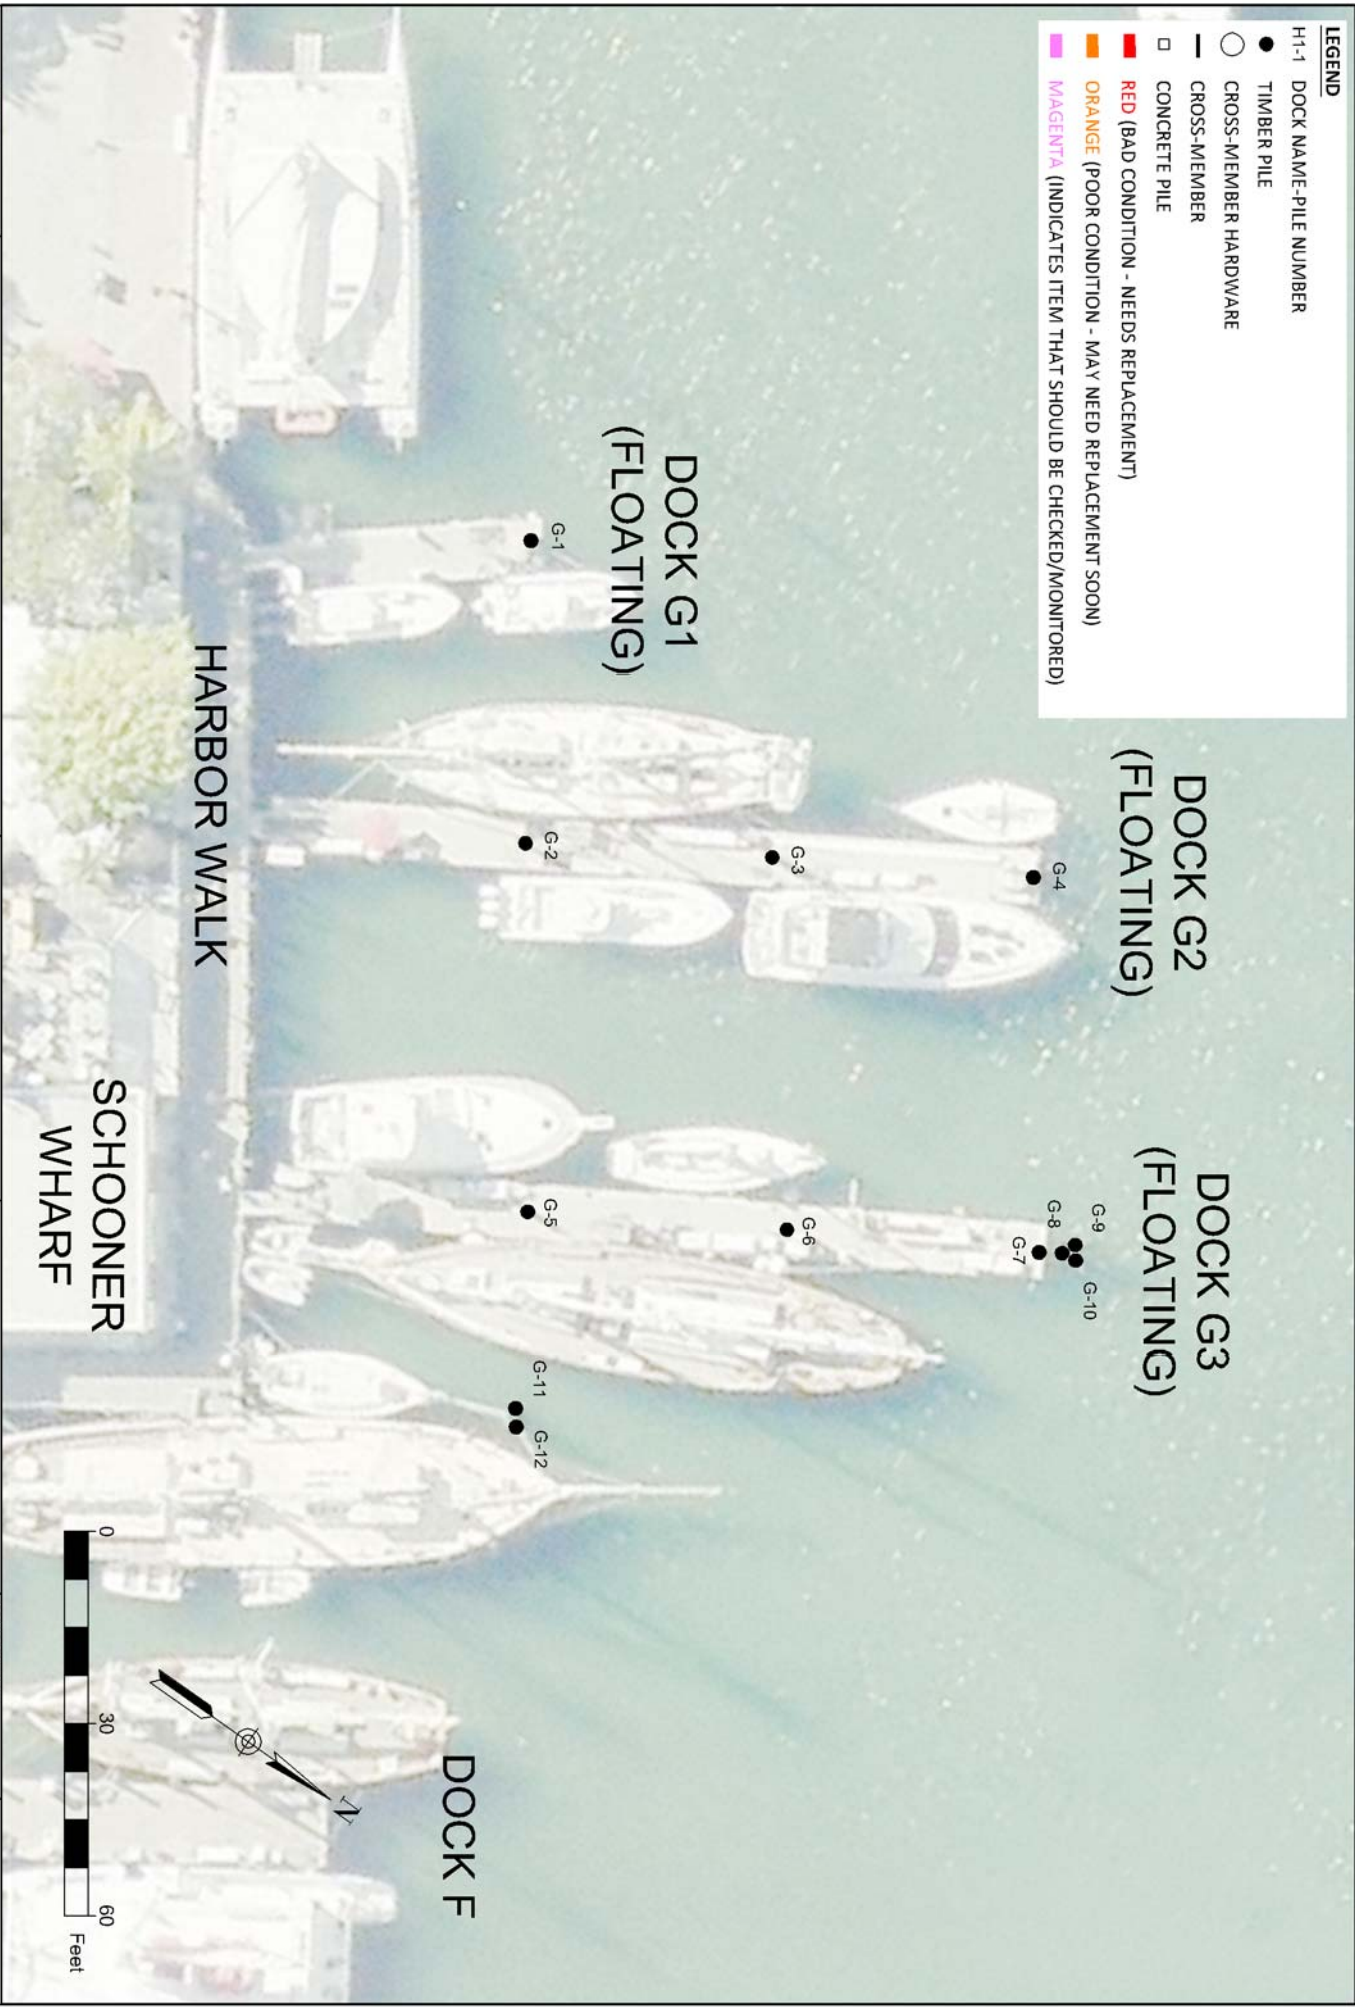 LEGEND
H1-1 DOCK NAME-PILE NUMBER
TIMBER PILE
CROSS-MEMBER HARDWARE
CROSS-MEMBER
CONCRETE PILE
RED (BAD CONDITION - NEEDS REPLACEMENT)
ORANGE (POOR CONDITION - MAY NEED REPLACEMENT SOON)
MAGENTA (INDICATES ITEM THAT SHOULD BE CHECKED/MONITORED)
DOCK G3
(FLOATING)
DOCK G2
(FLOATING)
G-9
G-10
G-8
G-7
G-4
G-6
G-3
DOCK G1
(FLOATING)
G-1
G-2
G-5
G-11
G-12
DOCK F
HARBOR WALK
N
SCHOONER
WHARF
0 30 60
Feet